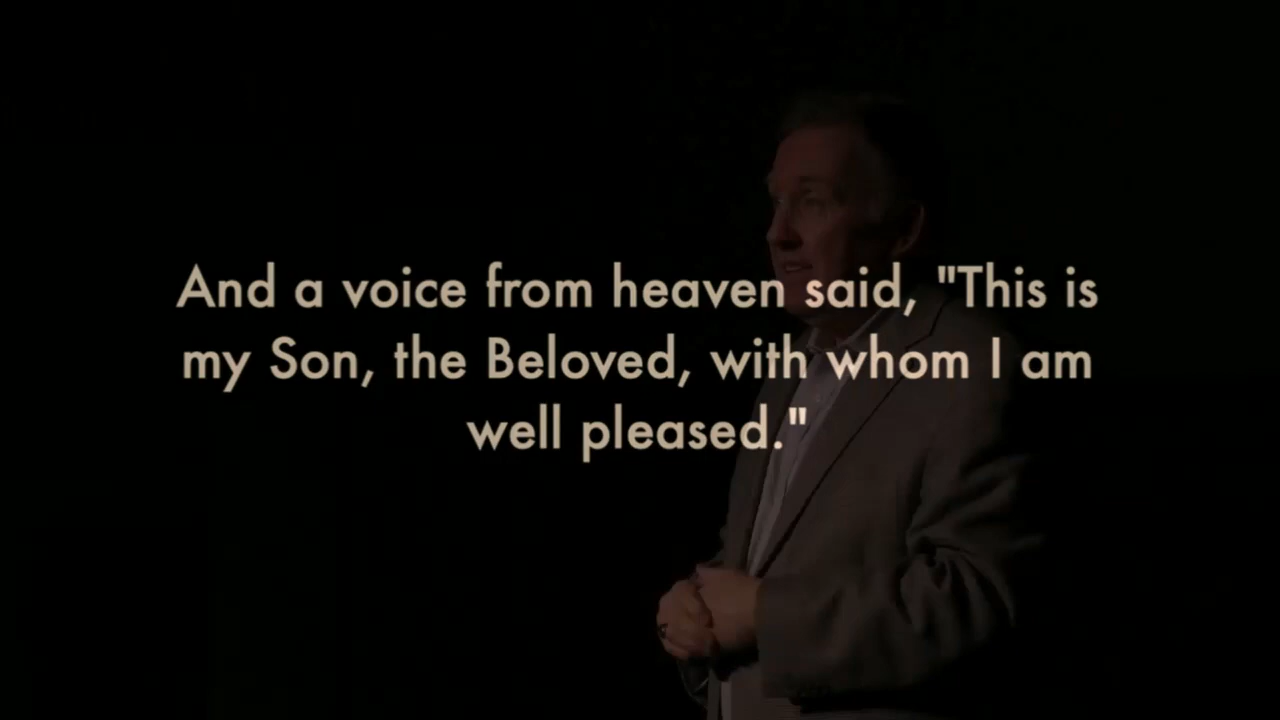 And a voice from heaven said, "This is
my Son, the Beloved, with whom I am
well pleased."